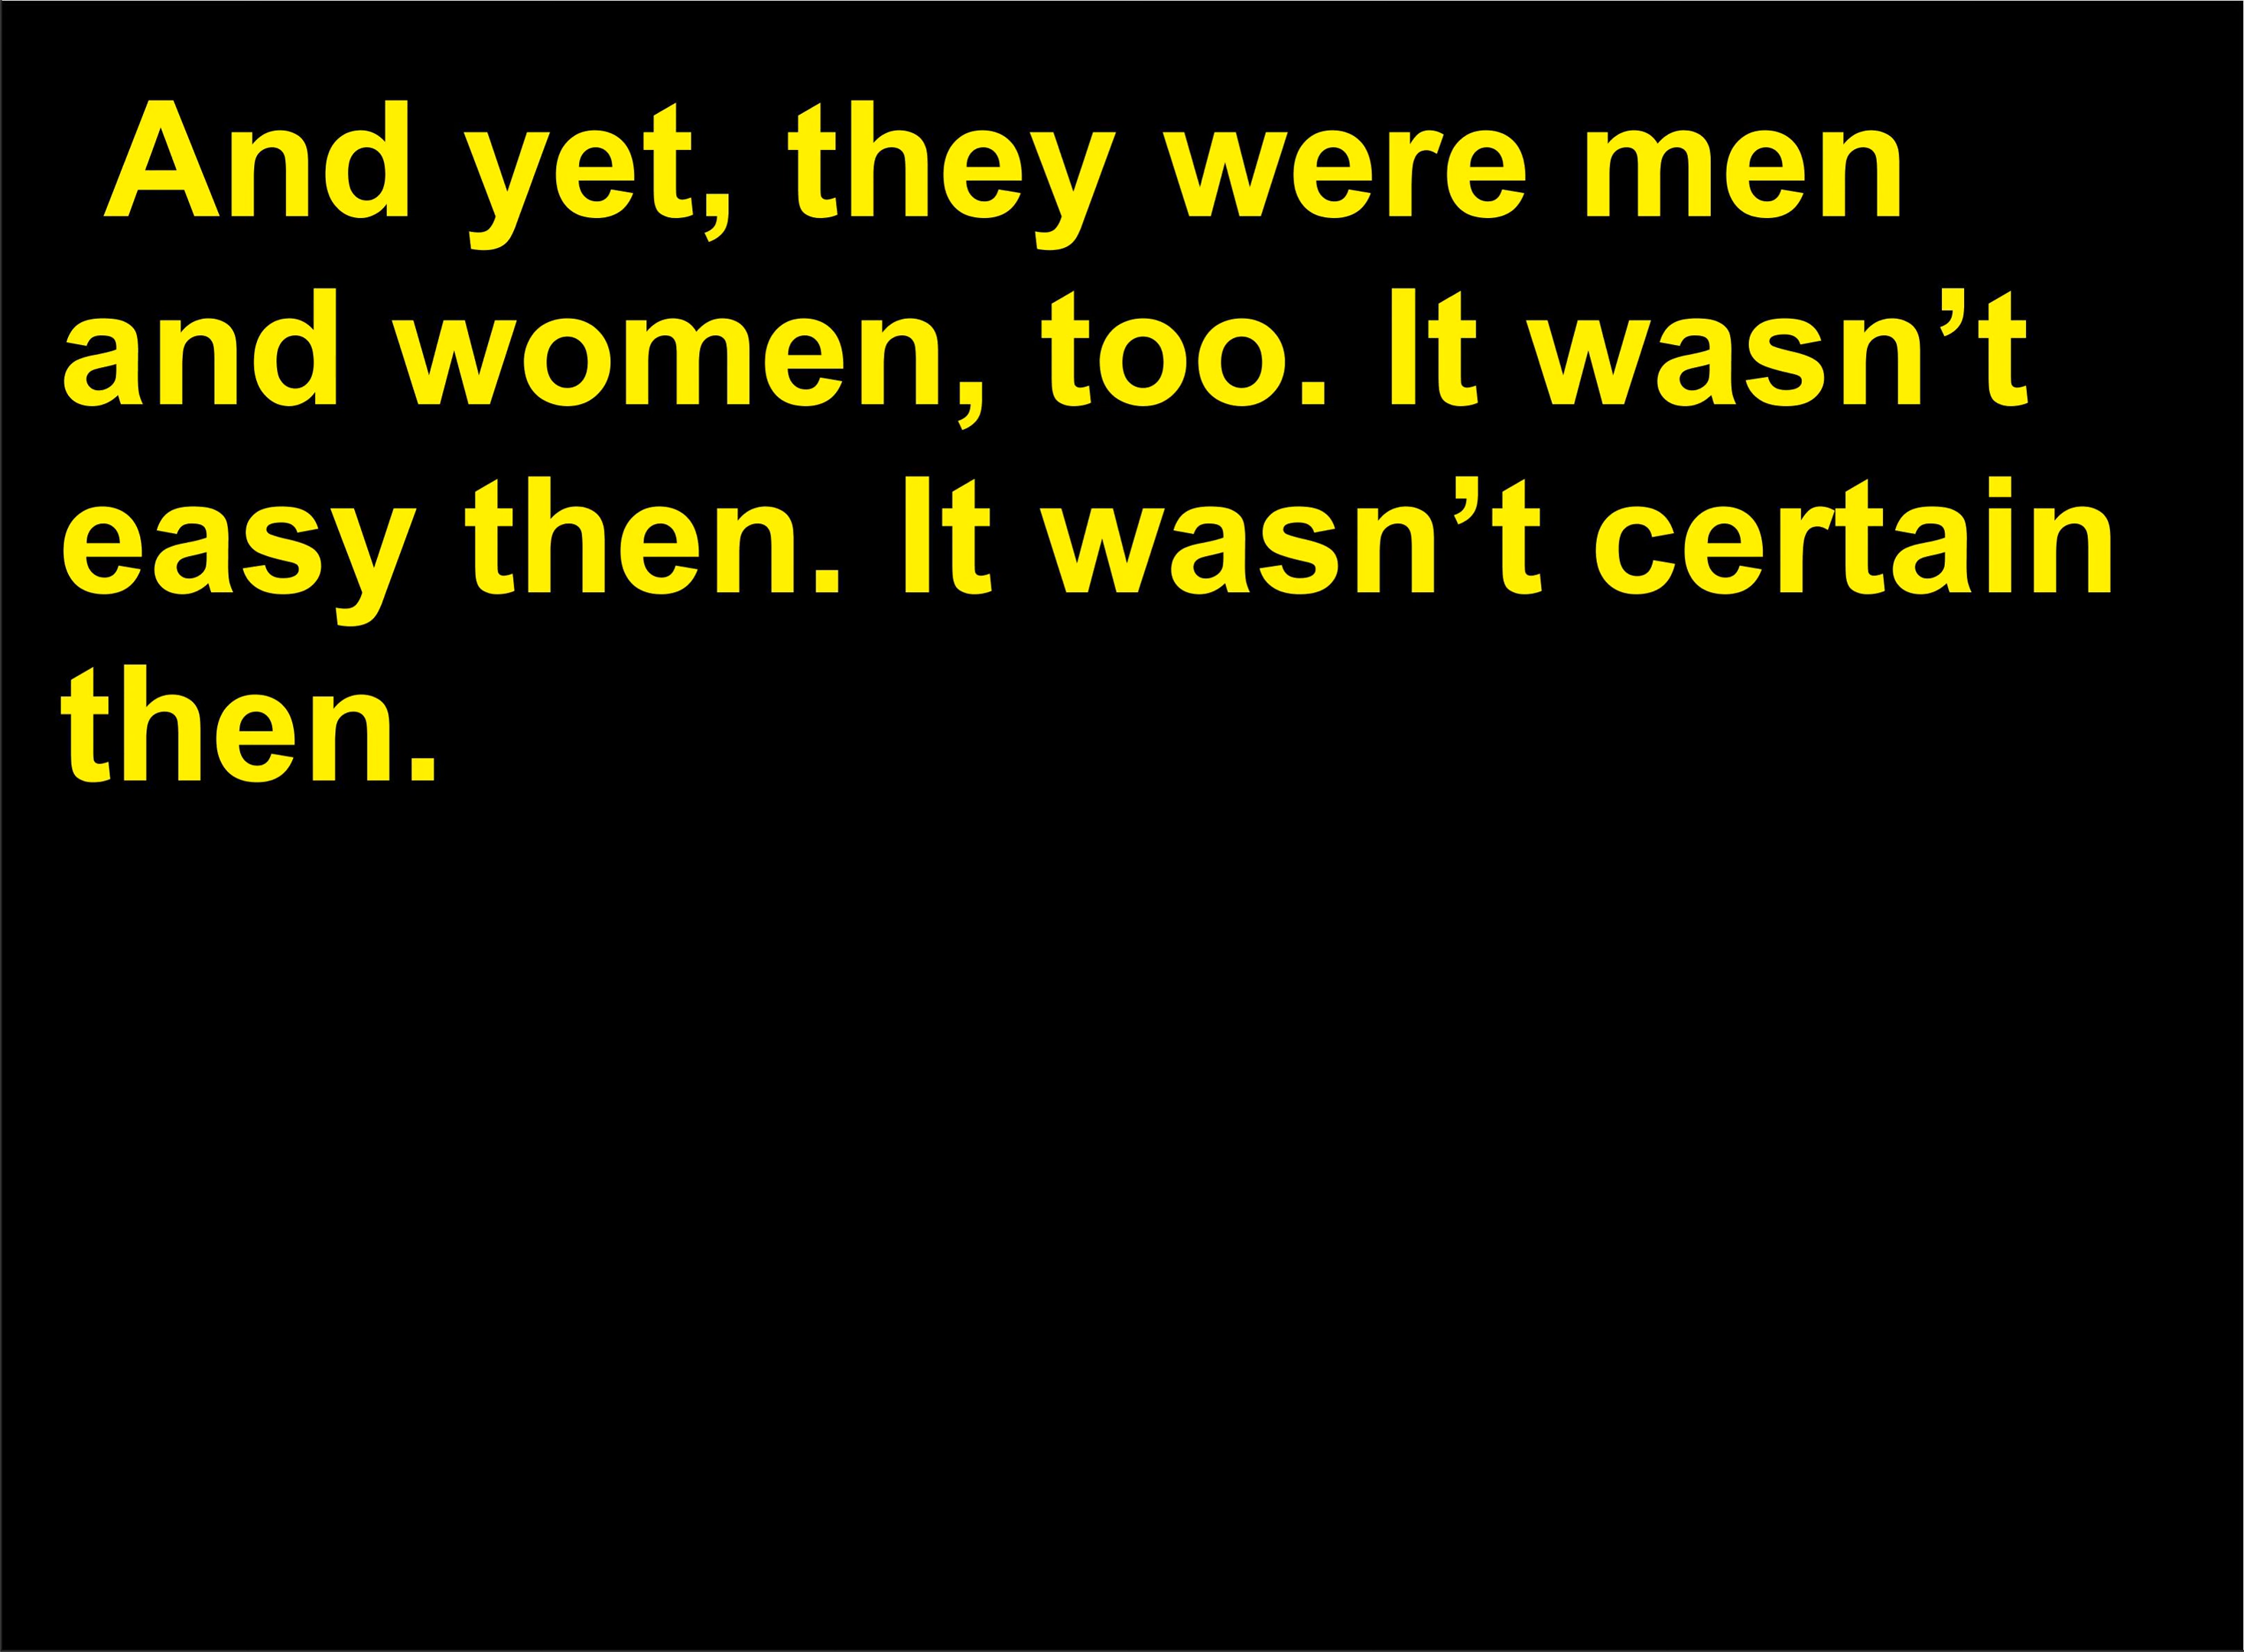 And yet, they were men
and women, too. It wasn’t
easy then. It wasn’t certain
then.